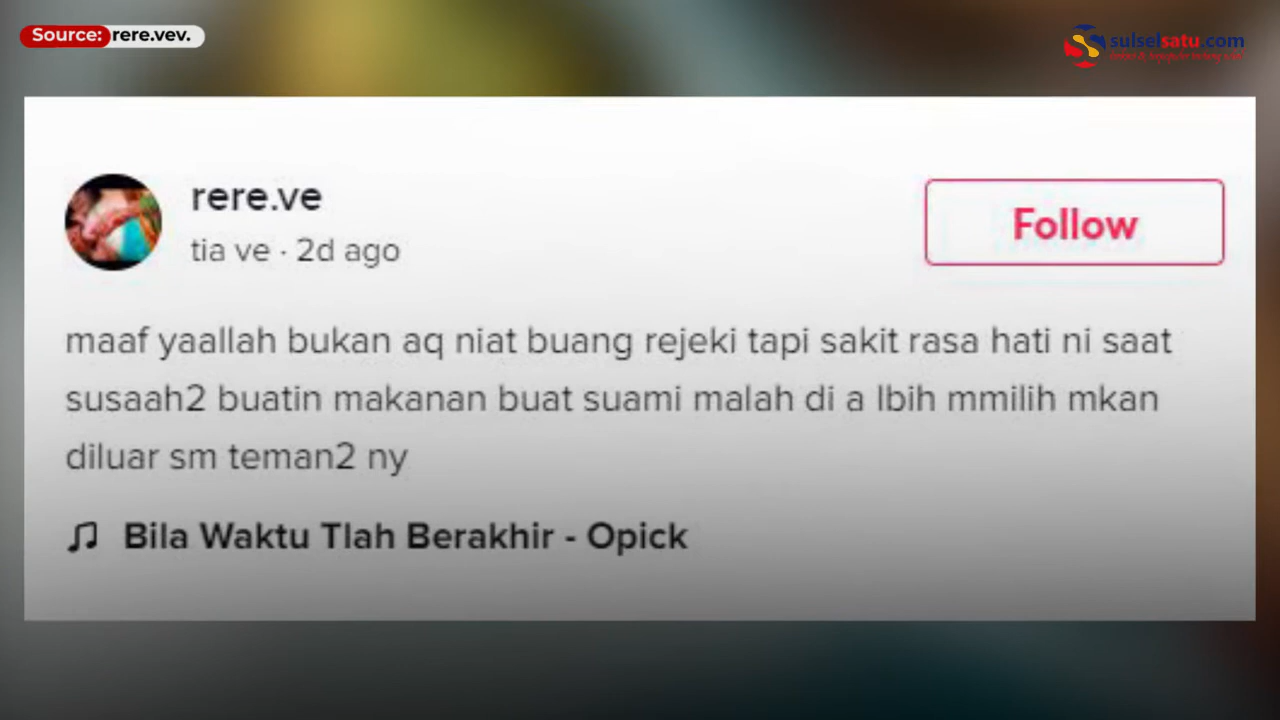 Source: rere.vev.
sulselsatu.com
rere.ve
tia ve · 2d ago
Follow
maaf yaallah bukan aq niat buang rejeki tapi sakit rasa hati ni saat
susaah2 buatin makanan buat suami malah di a lbih mmilih mkan
diluar sm teman2 ny
Bila Waktu Tlah Berakhir - Opick